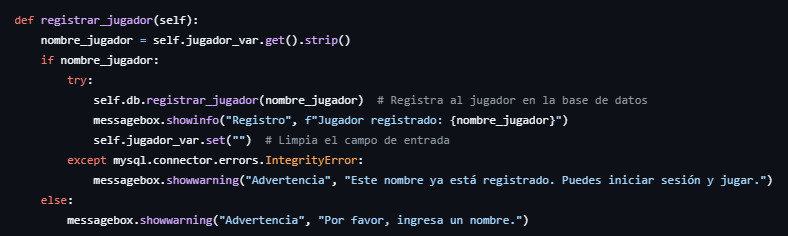 def registrar_jugador(self):
    nombre_jugador = self.jugador_var.get().strip()
    if nombre_jugador:
        try:
            self.db.registrar_jugador(nombre_jugador)  # Registra al jugador en la base de datos
            messagebox.showinfo("Registro", f"Jugador registrado: {nombre_jugador}")
            self.jugador_var.set("")  # Limpia el campo de entrada
        except mysql.connector.errors.IntegrityError:
            messagebox.showwarning("Advertencia", "Este nombre ya está registrado. Puedes iniciar sesión y jugar.")
    else:
        messagebox.showwarning("Advertencia", "Por favor, ingresa un nombre.")